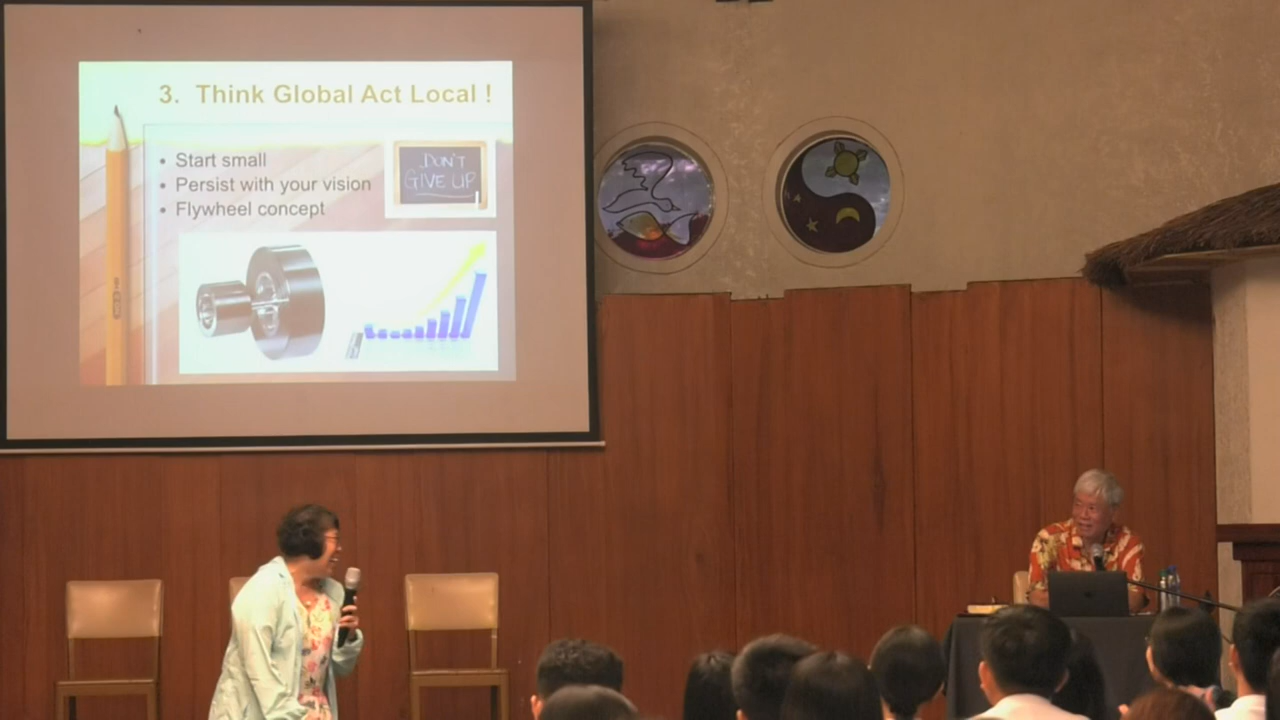 3. Think Global Act Local !
• Start small
• Persist with your vision
• Flywheel concept
DON'T
GIVE UP